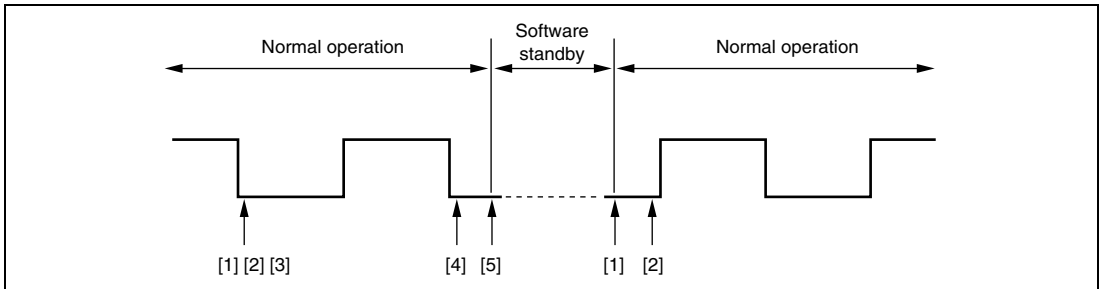 Software
standby
Normal operation
Normal operation
[1] [2] [3]
[4]
[5]
[1]
[2]